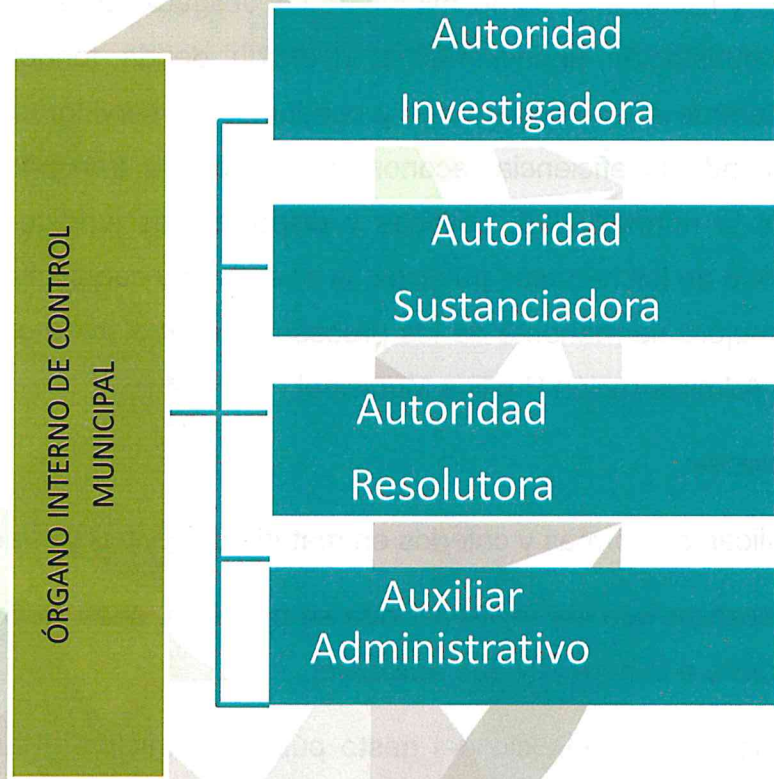 ÓRGANO INTERNO DE CONTROL
MUNICIPAL
Autoridad
Investigadora
Autoridad
Sustanciadora
Autoridad
Resolutora
Auxiliar
Administrativo